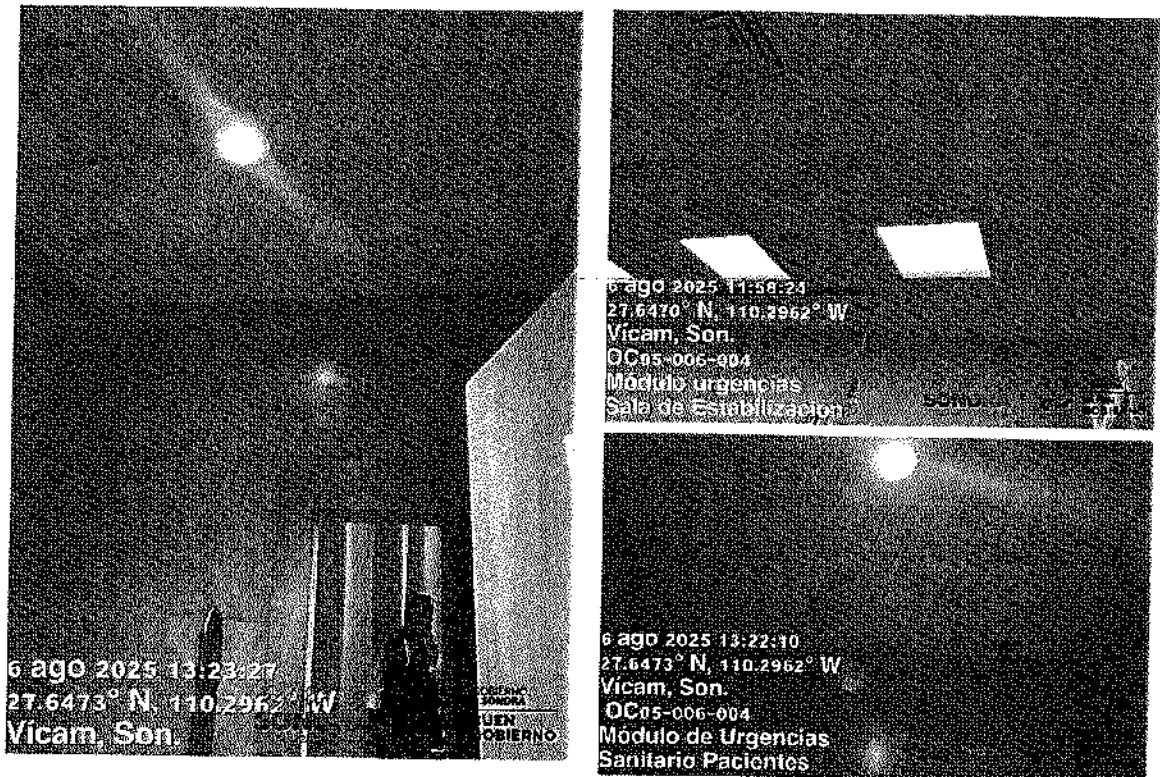 6 ago 2025 13:23:27
27.6473° N, 110.2962° W
Vícam, Son.
GOBIERNO
SONORA
BUEN
GOBIERNO
6 ago 2025 11:58:21
27.6470° N, 110.2962° W
Vícam, Son.
OC05-006-004
Módulo urgencias
Sala de Estabilización
SONORA
6 ago 2025 13:22:10
27.6473° N, 110.2962° W
Vícam, Son.
OC05-006-004
Módulo de Urgencias
Sanitario Pacientes